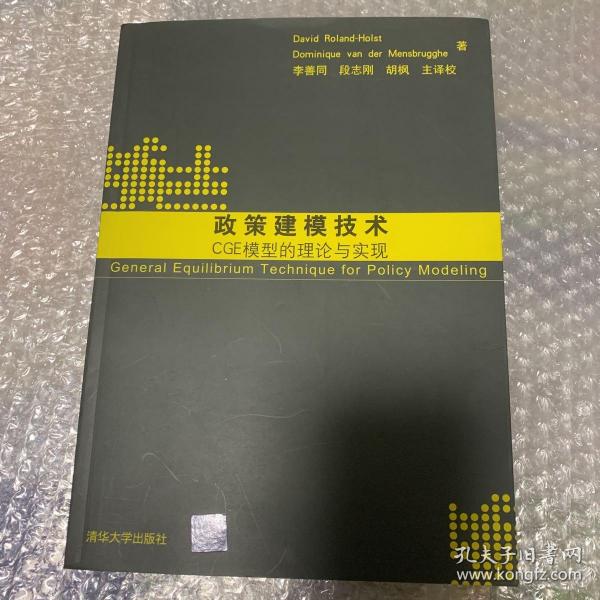 David Roland-Holst
Dominique van der Mensbrugghe 著
李善同 段志刚 胡枫 主译校
政策建模技术
CGE模型的理论与实现
General Equilibrium Technique for Policy Modeling
清华大学出版社
孔夫子旧书网
www.kongfz.com